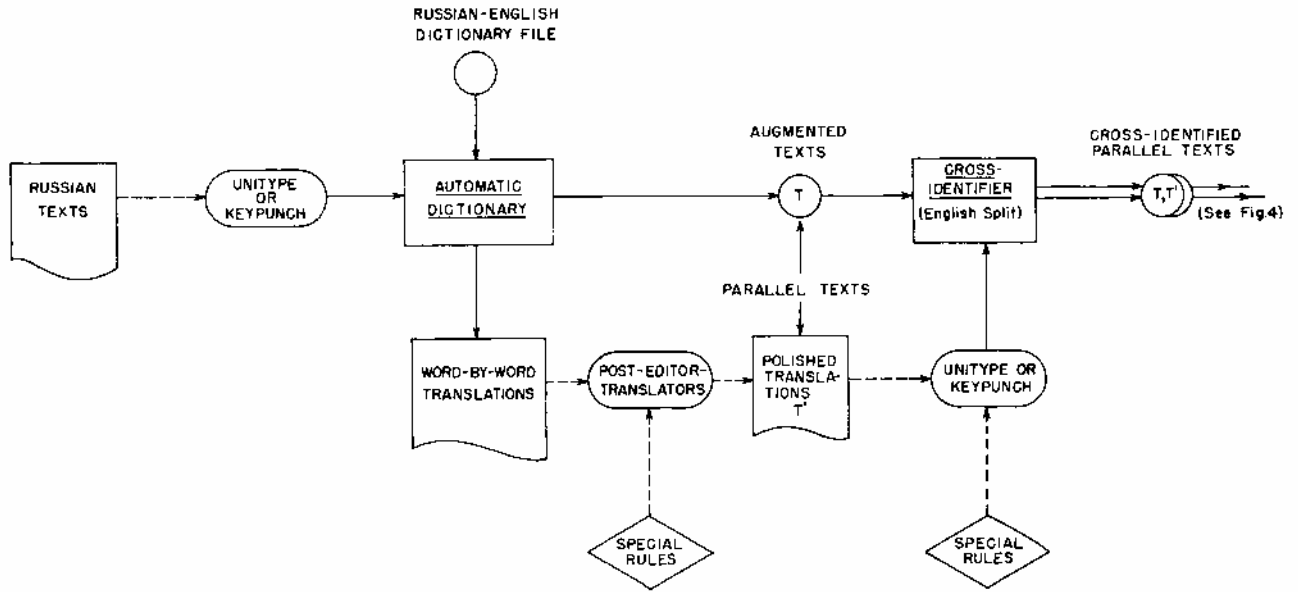 RUSSIAN-ENGLISH
DICTIONARY FILE
AUGMENTED
TEXTS
CROSS-IDENTIFIED
PARALLEL TEXTS
RUSSIAN
TEXTS
UNITYPE
OR
KEYPUNCH
AUTOMATIC
DICTIONARY
T
CROSS-
IDENTIFIER
(English Split)
T,T'
(See Fig.4)
PARALLEL TEXTS
WORD-BY-WORD
TRANSLATIONS
POST-EDITOR-
TRANSLATORS
POLISHED
TRANSLA-
TIONS
T'
UNITYPE OR
KEYPUNCH
SPECIAL
RULES
SPECIAL
RULES